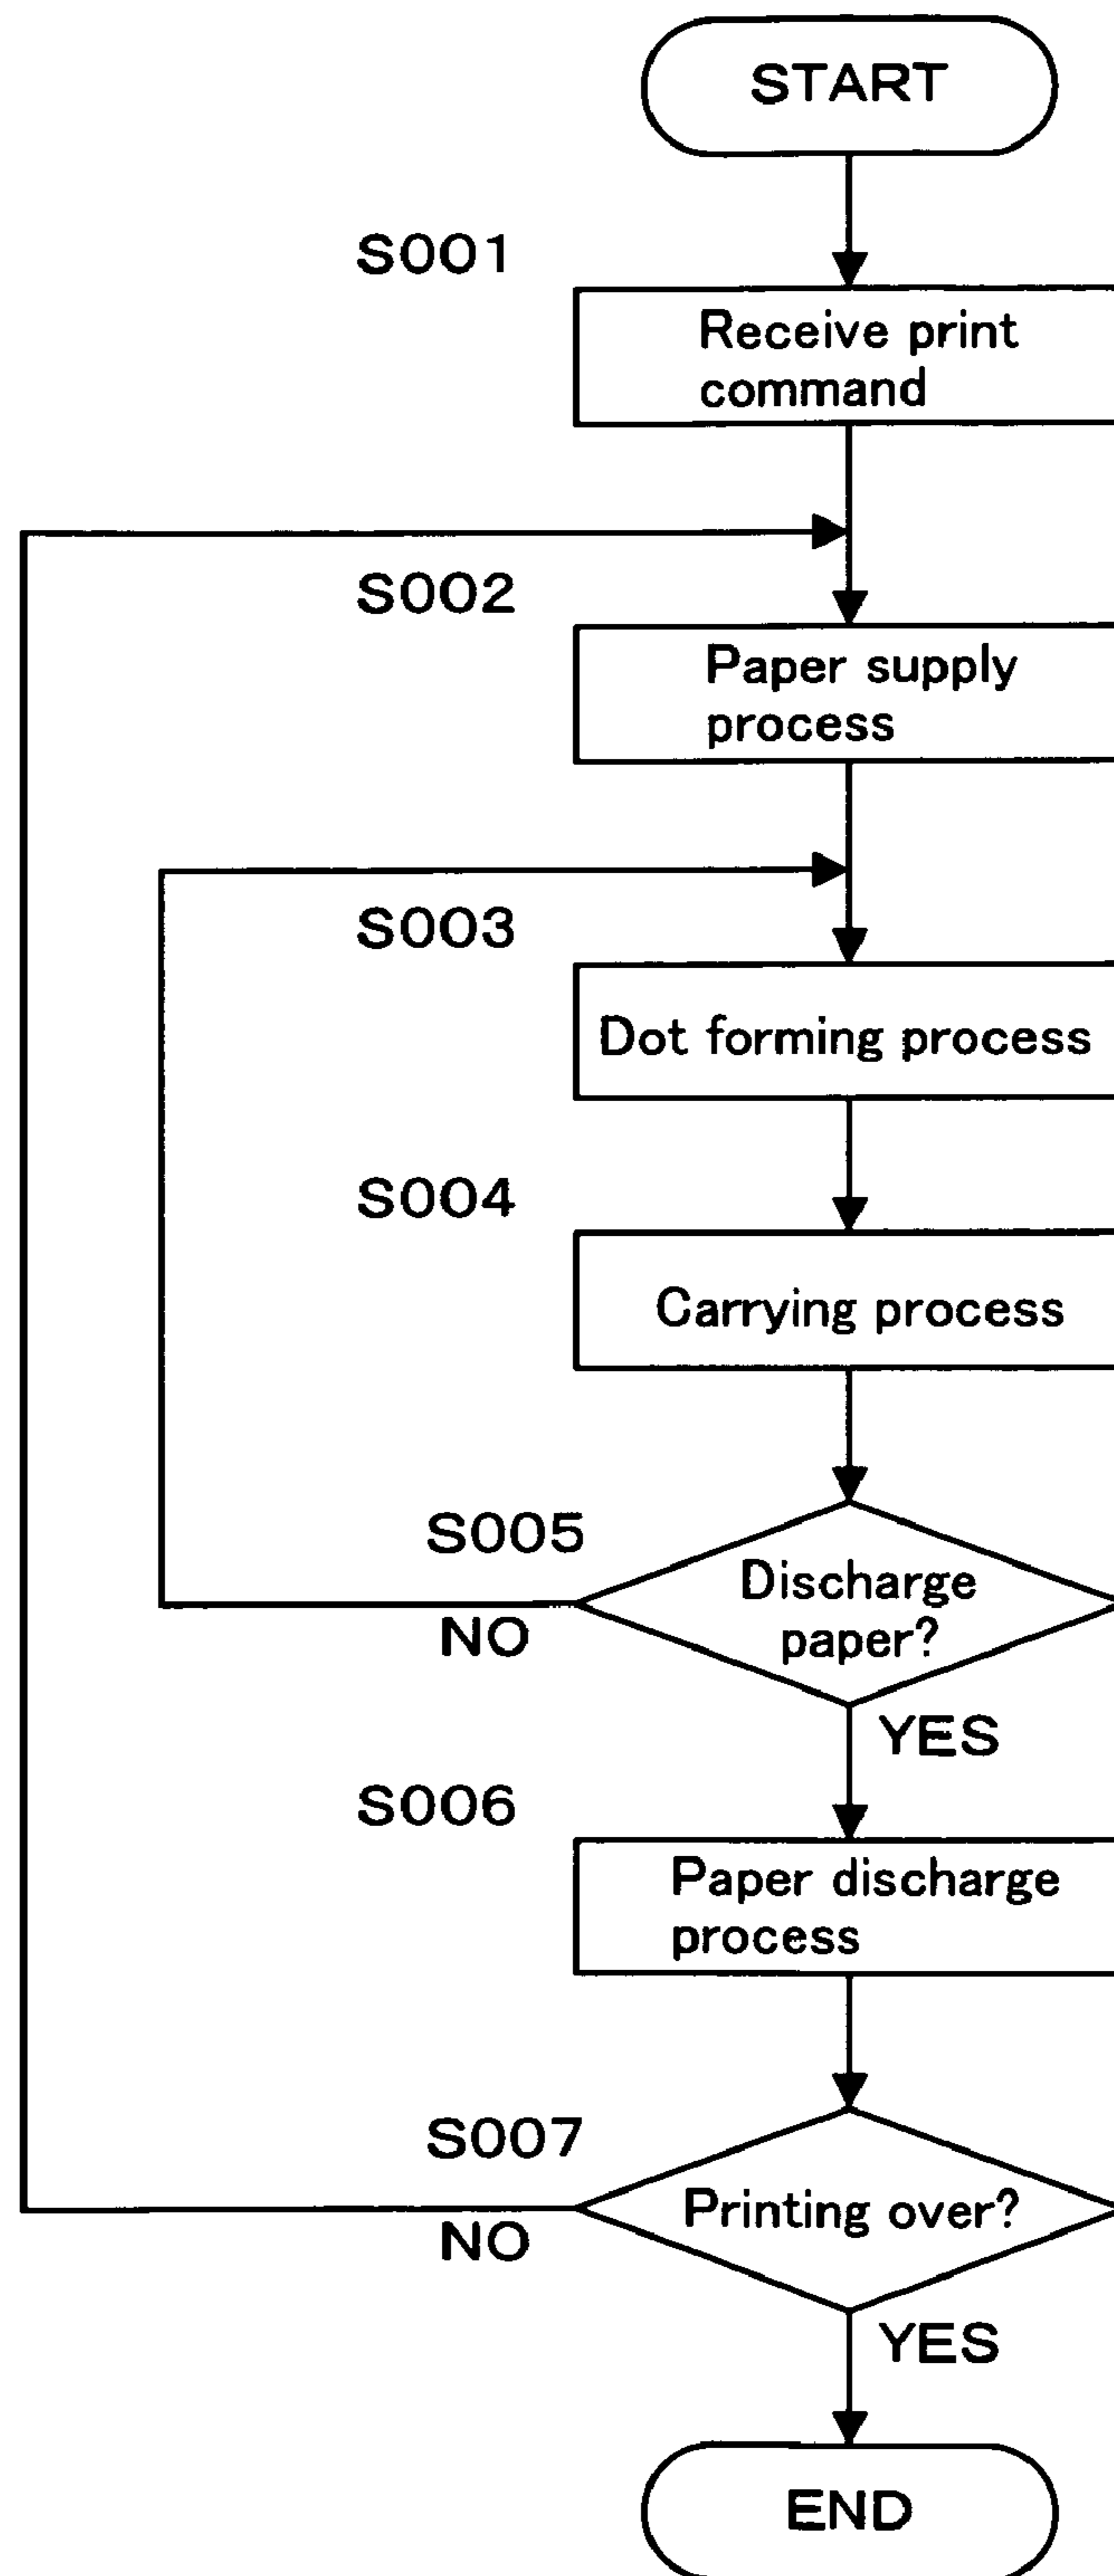 START
S001
Receive print
command
S002
Paper supply
process
S003
Dot forming process
S004
Carrying process
S005
Discharge
paper?
NO
YES
S006
Paper discharge
process
S007
Printing over?
NO
YES
END